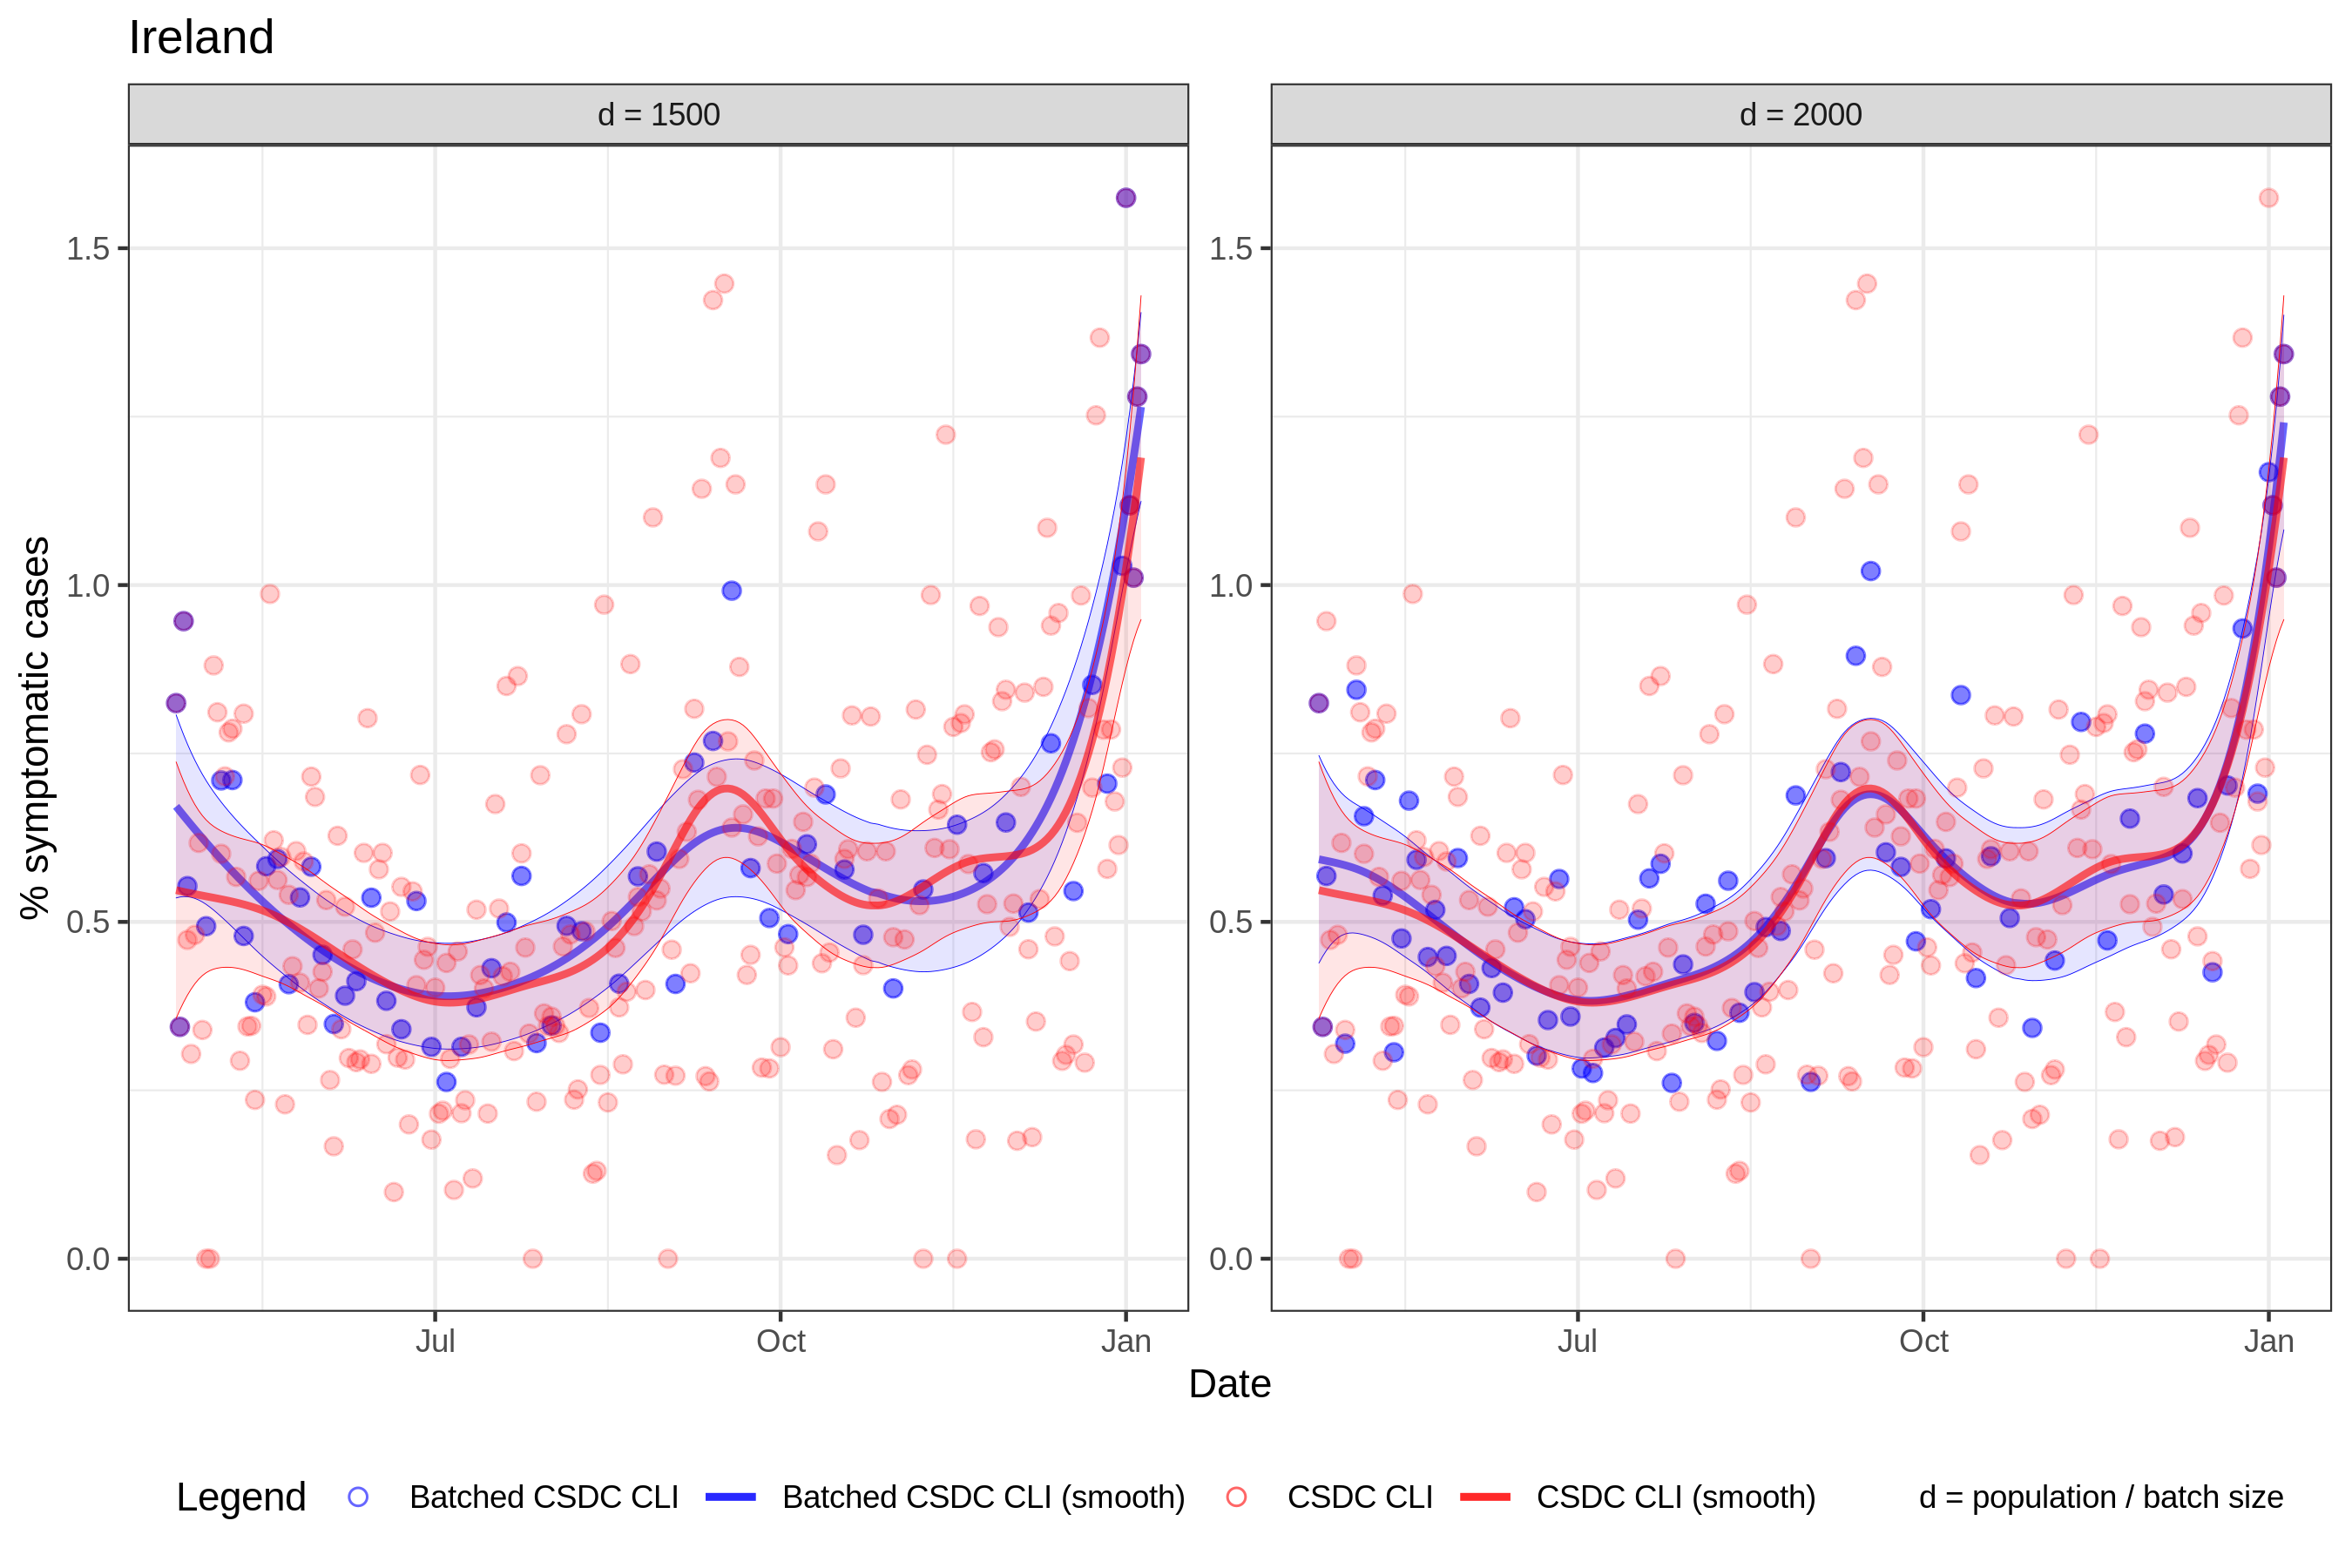 Ireland
d = 1500
d = 2000
% symptomatic cases
1.5
1.0
0.5
0.0
1.5
1.0
0.5
0.0
Jul
Oct
Jan
Jul
Oct
Jan
Date
Legend
Batched CSDC CLI
Batched CSDC CLI (smooth)
CSDC CLI
CSDC CLI (smooth)
d = population / batch size